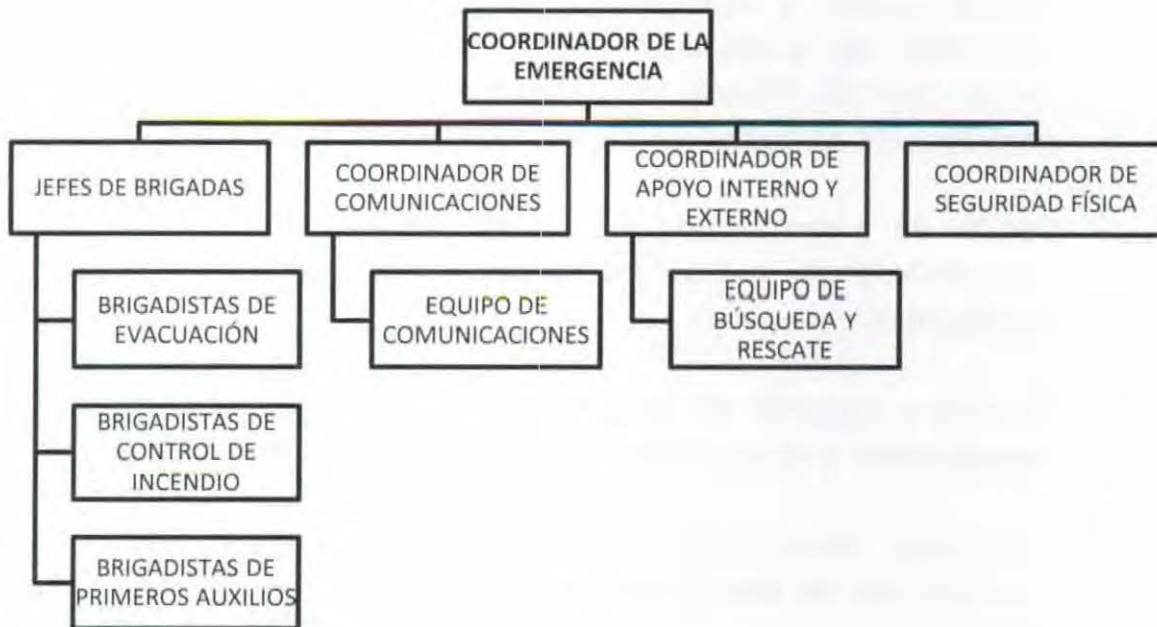 COORDINADOR DE LA
EMERGENCIA
JEFES DE BRIGADAS
COORDINADOR DE
COMUNICACIONES
COORDINADOR DE
APOYO INTERNO Y
EXTERNO
COORDINADOR DE
SEGURIDAD FÍSICA
BRIGADISTAS DE
EVACUACIÓN
EQUIPO DE
COMUNICACIONES
EQUIPO DE
BÚSQUEDA Y
RESCATE
BRIGADISTAS DE
CONTROL DE
INCENDIO
BRIGADISTAS DE
PRIMEROS AUXILIOS